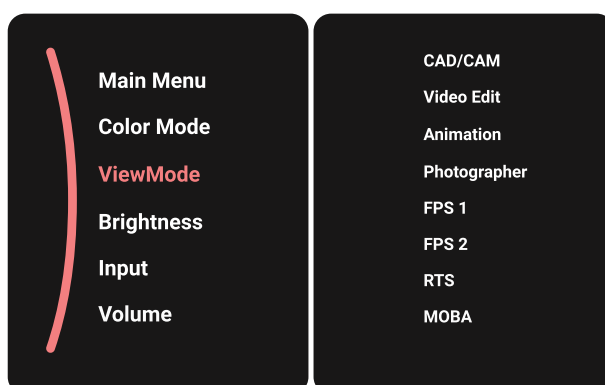 Main Menu
Color Mode
ViewMode
Brightness
Input
Volume
CAD/CAM
Video Edit
Animation
Photographer
FPS 1
FPS 2
RTS
MOBA